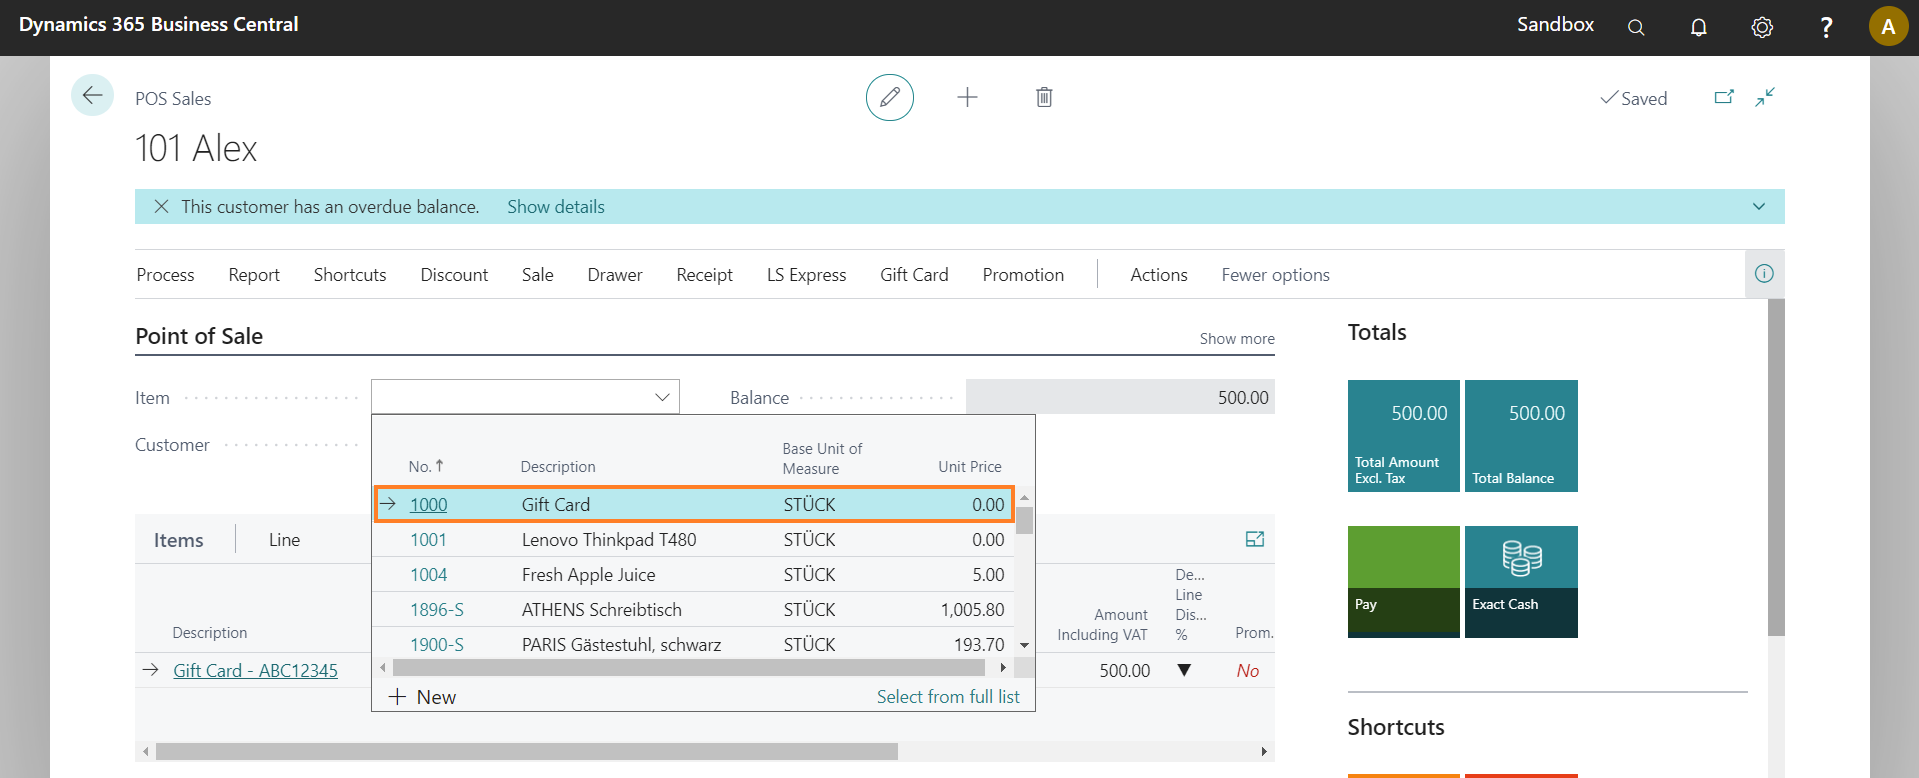 Dynamics 365 Business Central
Sandbox
?
A
POS Sales
Saved
101 Alex
This customer has an overdue balance. Show details
Process Report Shortcuts Discount Sale Drawer Receipt LS Express Gift Card Promotion Actions Fewer options
Point of Sale
Show more
Item
Balance
500.00
Customer
No. ↑ Description Base Unit of Measure Unit Price
1000 Gift Card STÜCK 0.00
1001 Lenovo Thinkpad T480 STÜCK 0.00
1004 Fresh Apple Juice STÜCK 5.00
1896-S ATHENS Schreibtisch STÜCK 1,005.80
1900-S PARIS Gästestuhl, schwarz STÜCK 193.70
+ New
Select from full list
Items
Line
Description
Amount
Including VAT
De...
Line
Dis...
%
Prom.
Gift Card - ABC12345
500.00
No
Totals
500.00
Total Amount
Excl. Tax
500.00
Total Balance
Pay
Exact Cash
Shortcuts